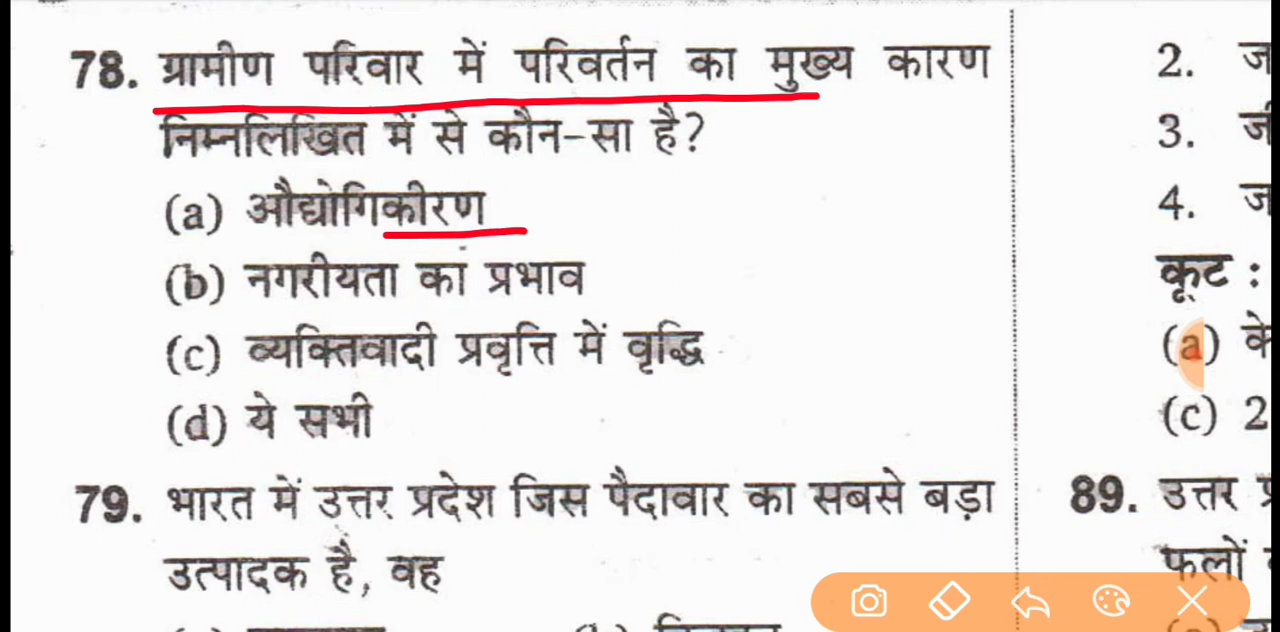 78. ग्रामीण परिवार में परिवर्तन का मुख्य कारण
निम्नलिखित में से कौन-सा है?
(a) औद्योगिकीरण
(b) नगरीयता का प्रभाव
(c) व्यक्तिवादी प्रवृत्ति में वृद्धि
(d) ये सभी
79. भारत में उत्तर प्रदेश जिस पैदावार का सबसे बड़ा
उत्पादक है, वह
2.
3.
4.
कूट :
(a) के
(c) 2
89. उत्तर
फलों